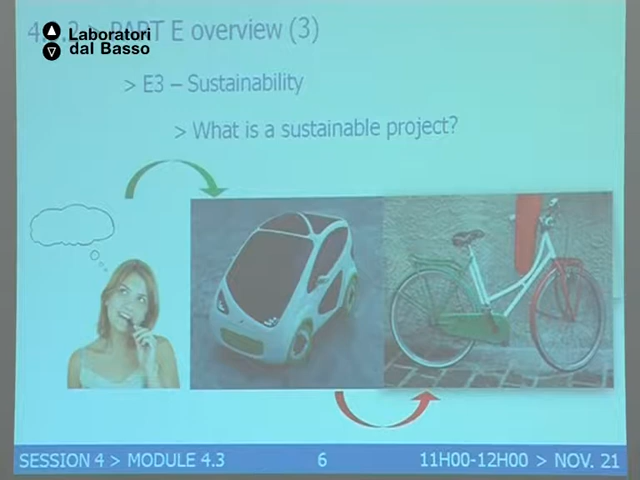 PART E overview (3)
Laboratori
dal Basso
> E3 – Sustainability
> What is a sustainable project?
SESSION 4 > MODULE 4.3
6
11H00-12H00 > NOV. 21